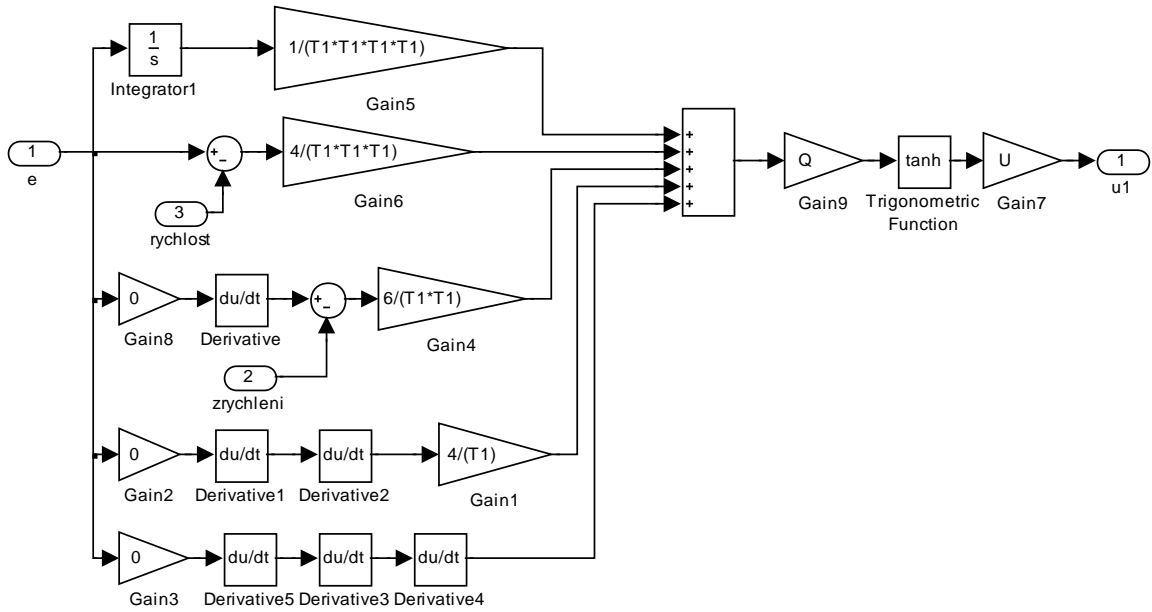 1
s
Integrator1
1/(T1*T1*T1*T1)
Gain5
1
e
+
−
4/(T1*T1*T1)
Gain6
3
rychlost
+
+
+
+
+
Q
Gain9
tanh
Trigonometric
Function
U
Gain7
1
u1
0
Gain8
du/dt
Derivative
+
−
6/(T1*T1)
Gain4
2
zrychleni
0
Gain2
du/dt
Derivative1
du/dt
Derivative2
4/(T1)
Gain1
0
Gain3
du/dt
Derivative5
du/dt
Derivative3
du/dt
Derivative4